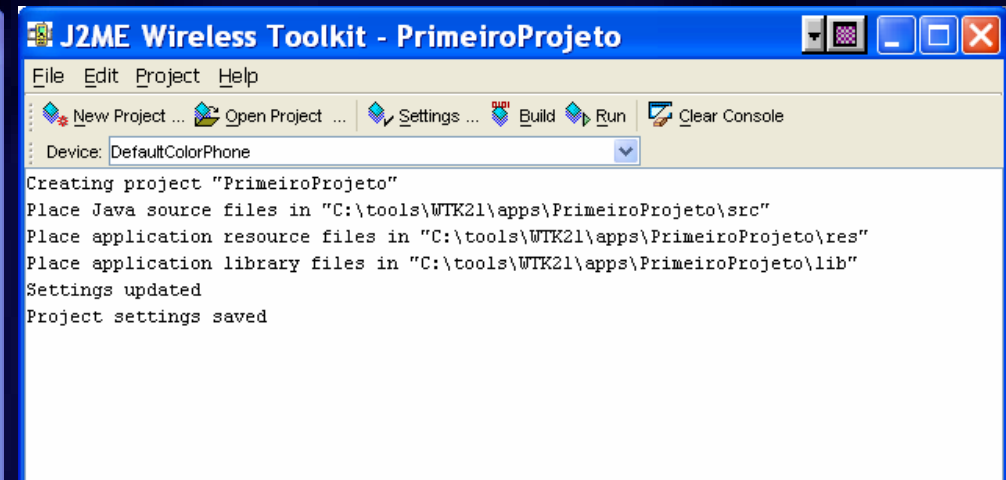 J2ME Wireless Toolkit - PrimeiroProjeto
File Edit Project Help
New Project ... Open Project ... Settings ... Build Run Clear Console
Device: DefaultColorPhone
Creating project "PrimeiroProjeto"
Place Java source files in "C:\tools\WTK21\apps\PrimeiroProjeto\src"
Place application resource files in "C:\tools\WTK21\apps\PrimeiroProjeto\res"
Place application library files in "C:\tools\WTK21\apps\PrimeiroProjeto\lib"
Settings updated
Project settings saved